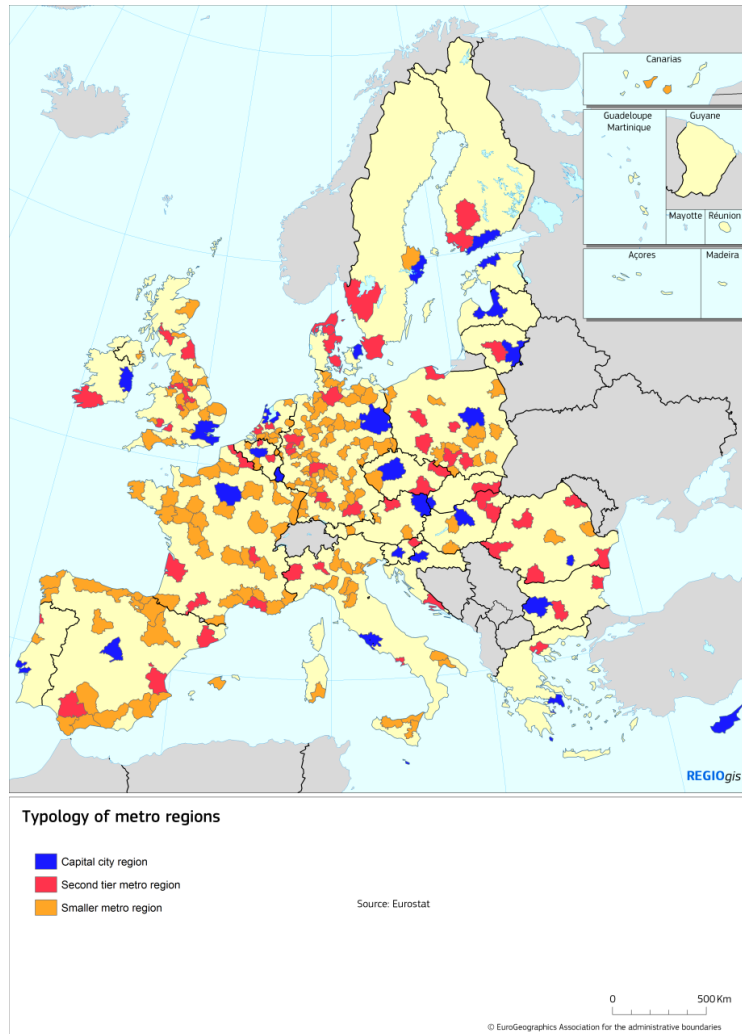 Canarias
Guadeloupe
Martinique
Guyane
Mayotte
Réunion
Açores
Madeira
REGIOgis
Typology of metro regions
Capital city region
Second tier metro region
Smaller metro region
Source: Eurostat
0
500 Km
© EuroGeographics Association for the administrative boundaries